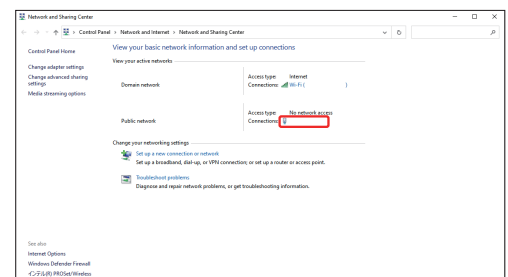 Network and Sharing Center
Control Panel > Network and Internet > Network and Sharing Center
Control Panel Home
Change adapter settings
Change advanced sharing
settings
Media streaming options
View your basic network information and set up connections
View your active networks
Domain network
Access type: Internet
Connections: Wi-Fi ( )
Public network
Access type: No network access
Connections:
Change your networking settings
Set up a new connection or network
Set up a broadband, dial-up, or VPN connection; or set up a router or access point.
Troubleshoot problems
Diagnose and repair network problems, or get troubleshooting information.
See also
Internet Options
Windows Defender Firewall
インテル(R) PROSet/Wireless